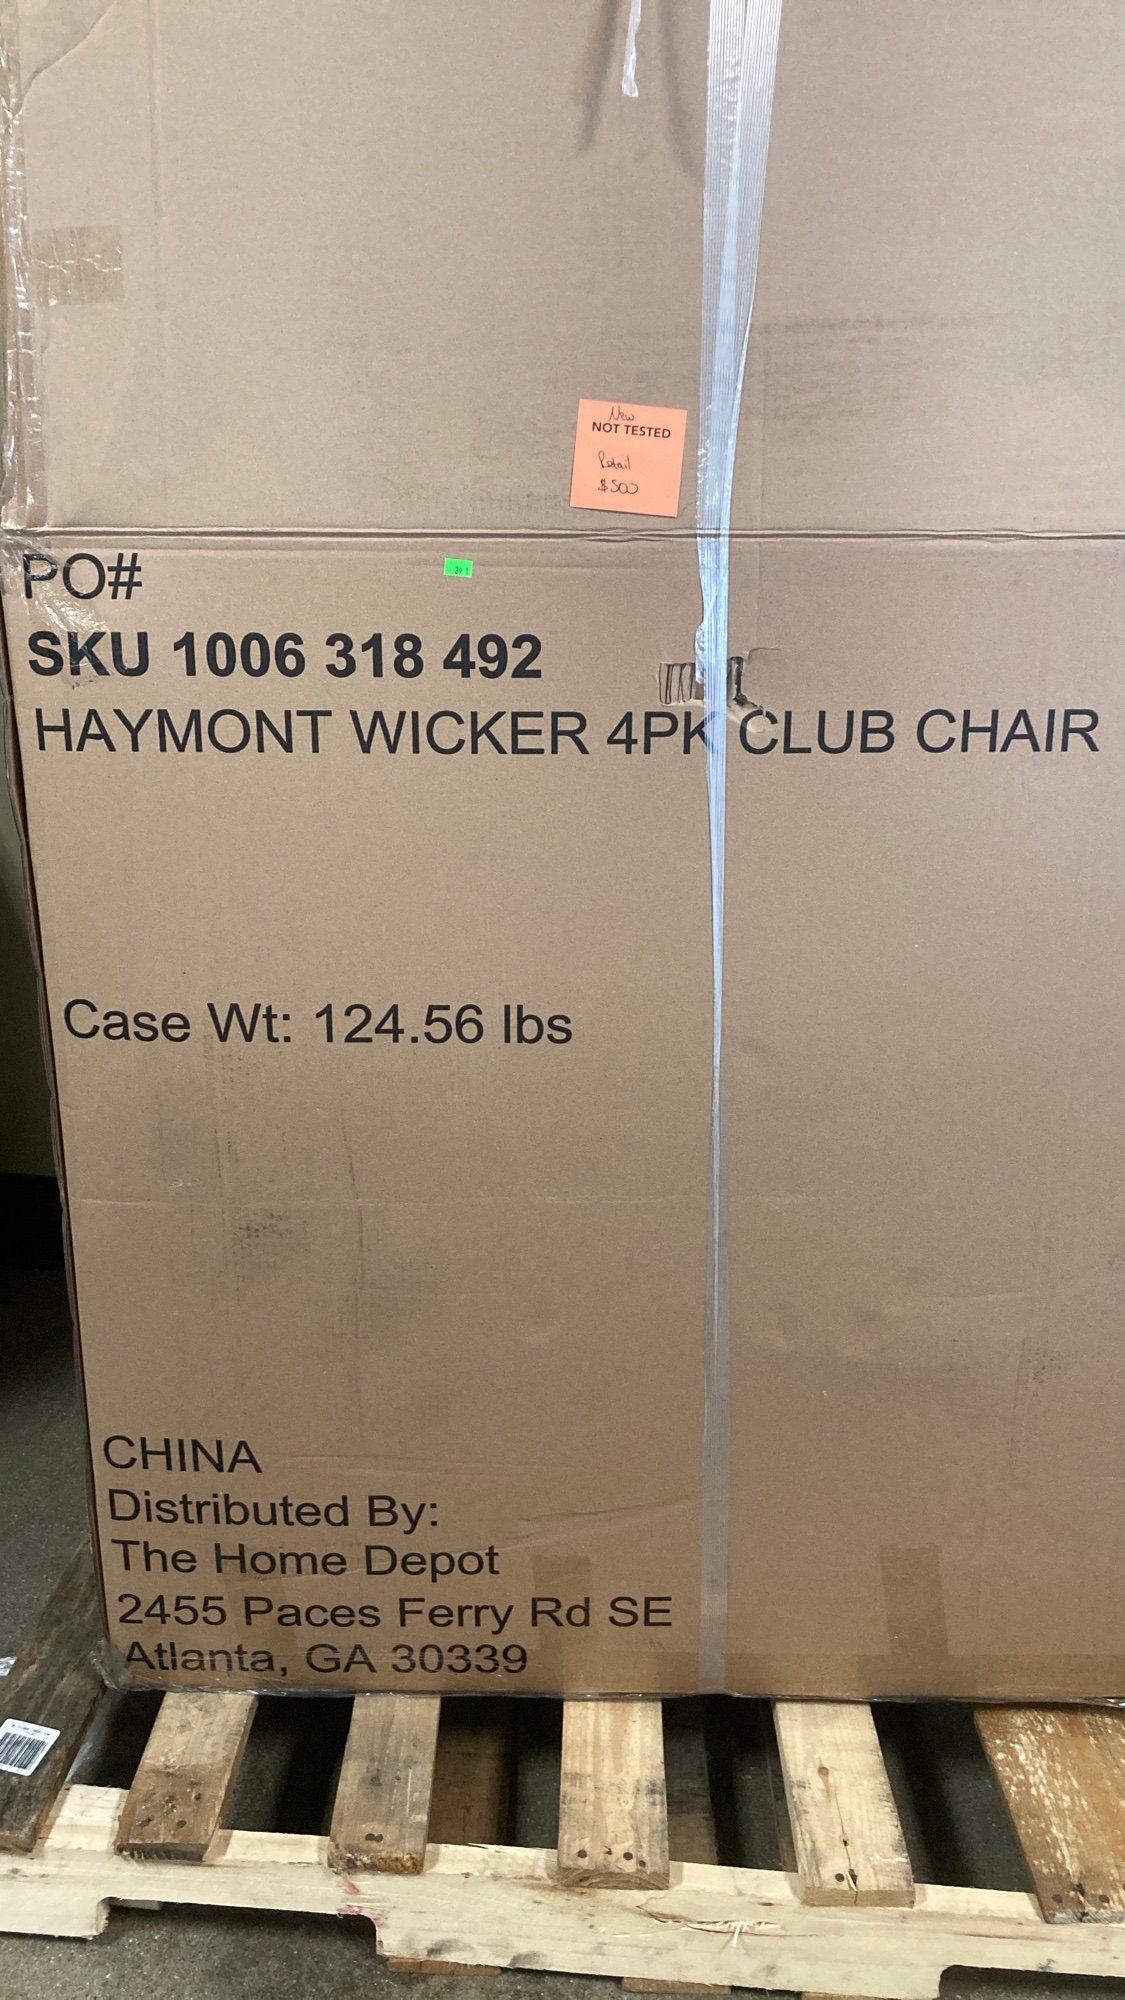 New
NOT TESTED
Retail
$500
PO#
391
SKU 1006 318 492
HAYMONT WICKER 4PK CLUB CHAIR
Case Wt: 124.56 lbs
CHINA
Distributed By:
The Home Depot
2455 Paces Ferry Rd SE
Atlanta, GA 30339